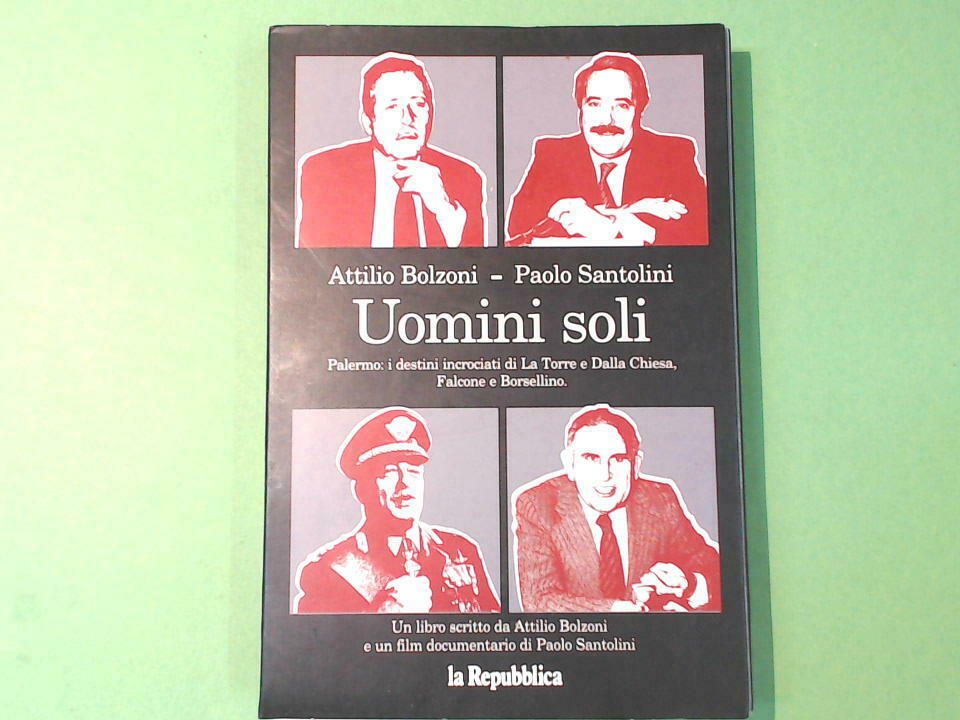 Attilio Bolzoni – Paolo Santolini
Uomini soli
Palermo: i destini incrociati di La Torre e Dalla Chiesa,
Falcone e Borsellino.
Un libro scritto da Attilio Bolzoni
e un film documentario di Paolo Santolini
la Repubblica